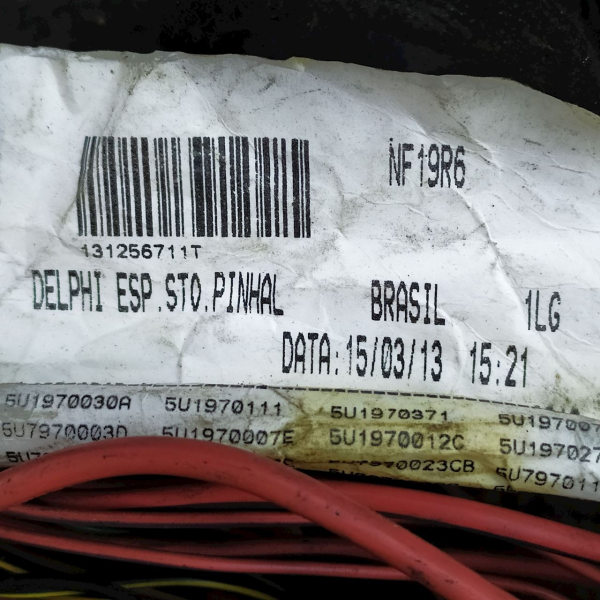 NF19R6
131256711T
DELPHI ESP.STO.PINHAL BRASIL 1LG
DATA:15/03/13 15:21
5U1970030A 5U1970111 5U1970371
5U7970003D 5U1970007E 5U1970012C